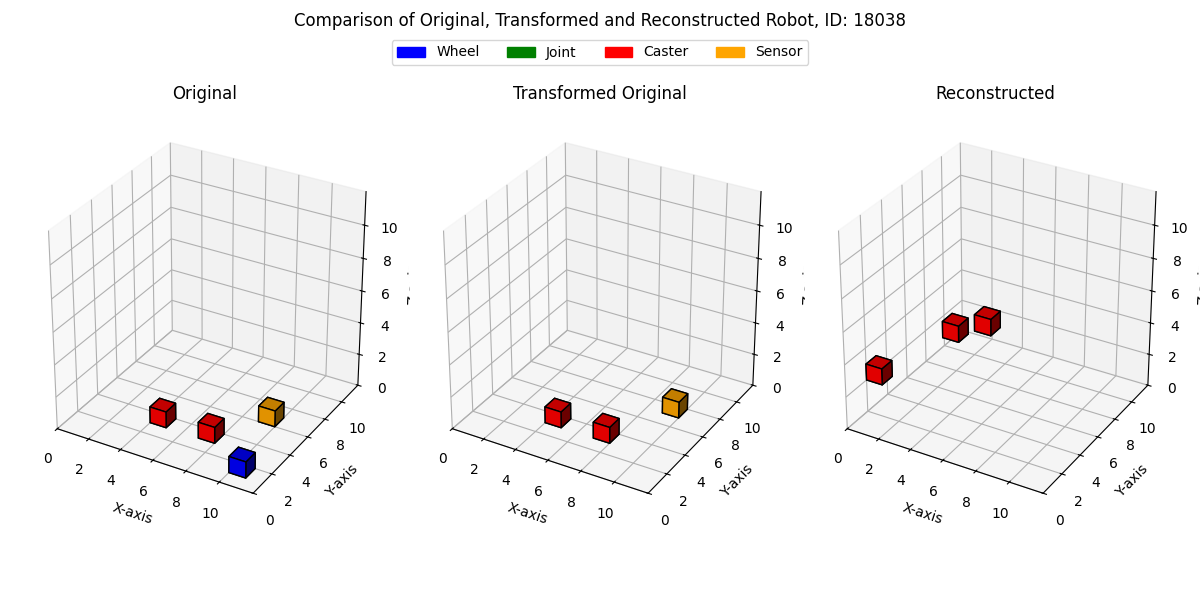 Comparison of Original, Transformed and Reconstructed Robot, ID: 18038
Wheel Joint Caster Sensor
Original Transformed Original Reconstructed
10 10 10
8 8 8
6 6 6
4 4 4
2 2 2
0 0 0
10 10 10
8 8 8
6 6 6
4 4 4
2 2 2
0 0 0
0 2 4 6 8 10 0 2 4 6 8 10 0 2 4 6 8 10
X-axis Y-axis X-axis Y-axis X-axis Y-axis